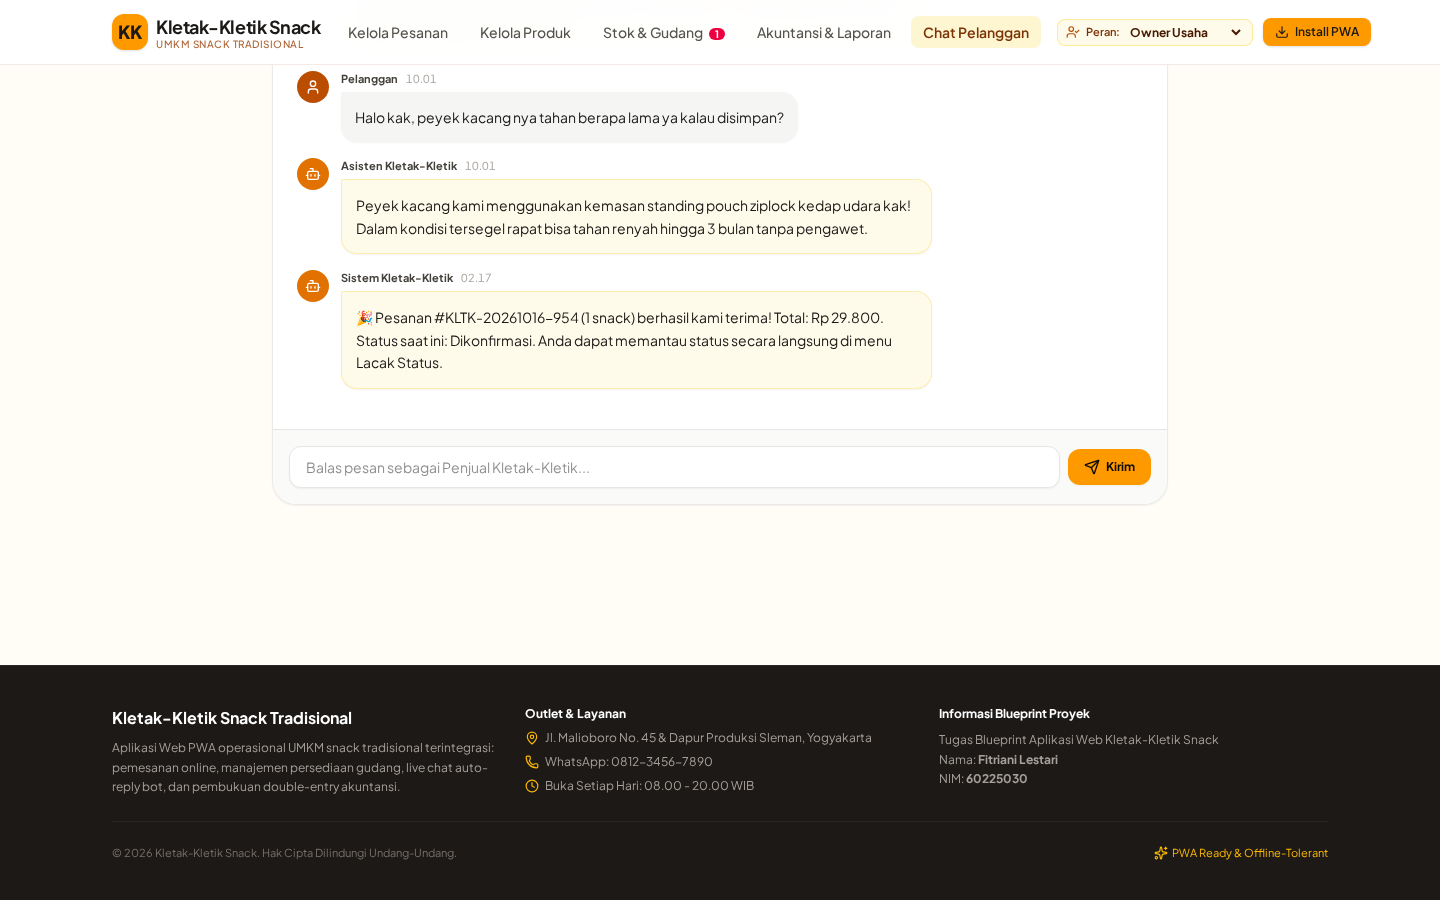 KK
Kletak-Kletik Snack
UMKM SNACK TRADISIONAL
Kelola Pesanan
Kelola Produk
Stok & Gudang 1
Akuntansi & Laporan
Chat Pelanggan
Peran: Owner Usaha
Install PWA
Pelanggan 10.01
Halo kak, peyek kacang nya tahan berapa lama ya kalau disimpan?
Asisten Kletak-Kletik 10.01
Peyek kacang kami menggunakan kemasan standing pouch ziplock kedap udara kak!
Dalam kondisi tersegel rapat bisa tahan renyah hingga 3 bulan tanpa pengawet.
Sistem Kletak-Kletik 02.17
🎉 Pesanan #KLTK-20261016-954 (1 snack) berhasil kami terima! Total: Rp 29.800.
Status saat ini: Dikonfirmasi. Anda dapat memantau status secara langsung di menu
Lacak Status.
Balas pesan sebagai Penjual Kletak-Kletik...
Kirim
Kletak-Kletik Snack Tradisional
Aplikasi Web PWA operasional UMKM snack tradisional terintegrasi:
pemesanan online, manajemen persediaan gudang, live chat auto-
reply bot, dan pembukuan double-entry akuntansi.
Outlet & Layanan
Jl. Malioboro No. 45 & Dapur Produksi Sleman, Yogyakarta
WhatsApp: 0812-3456-7890
Buka Setiap Hari: 08.00 - 20.00 WIB
Informasi Blueprint Proyek
Tugas Blueprint Aplikasi Web Kletak-Kletik Snack
Nama: Fitriani Lestari
NIM: 60225030
© 2026 Kletak-Kletik Snack. Hak Cipta Dilindungi Undang-Undang.
PWA Ready & Offline-Tolerant